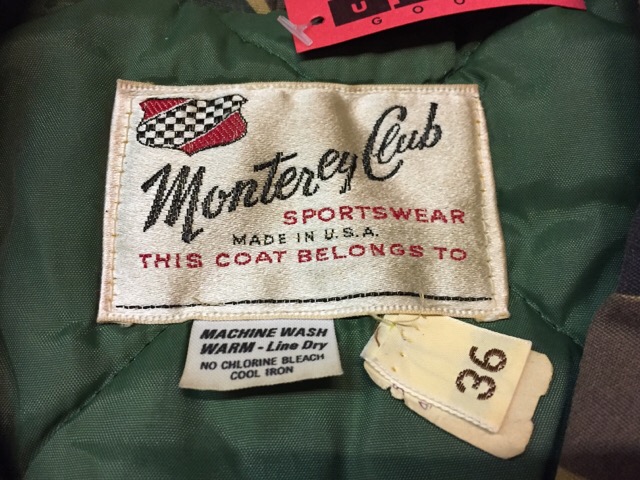 GOO
Monterey Club
SPORTSWEAR
MADE IN U.S.A.
THIS COAT BELONGS TO
MACHINE WASH
WARM - Line Dry
NO CHLORINE BLEACH
COOL IRON
36